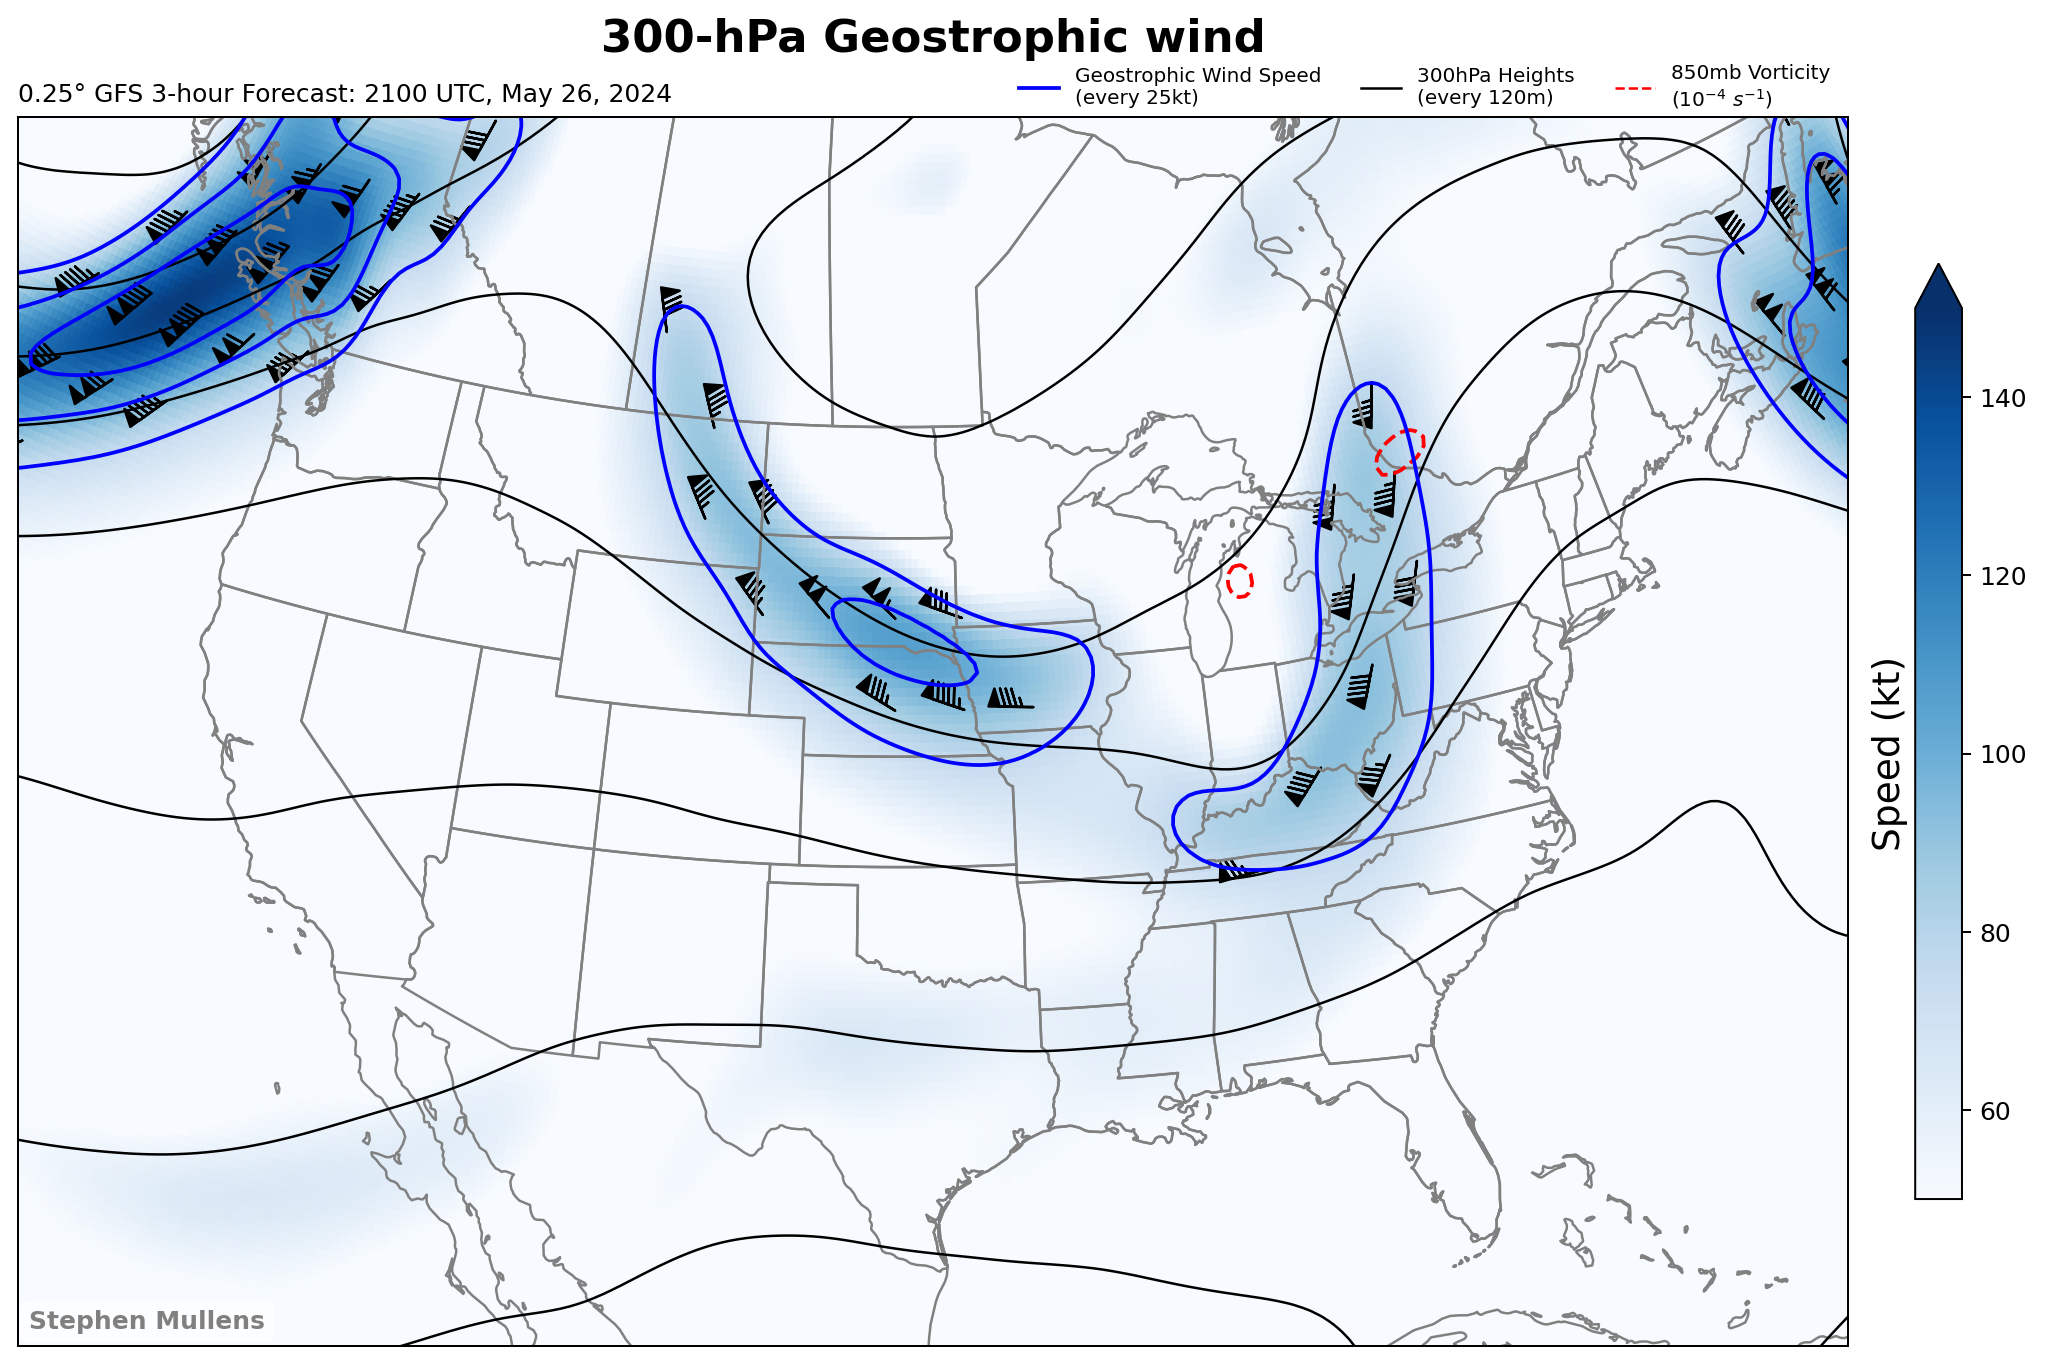 300-hPa Geostrophic wind
0.25° GFS 3-hour Forecast: 2100 UTC, May 26, 2024
Geostrophic Wind Speed
(every 25kt)
300hPa Heights
(every 120m)
850mb Vorticity
(10⁻⁴ s⁻¹)
140
120
100
80
60
Speed (kt)
Stephen Mullens